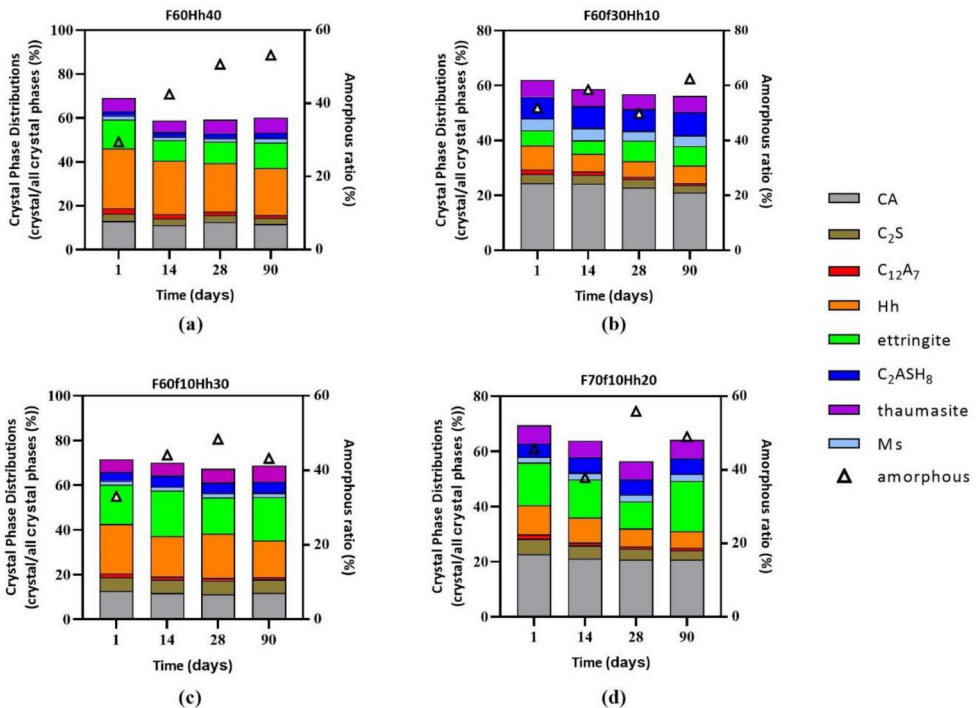 F60Hh40
Crystal Phase Distributions
(crystal/all crystal phases (%))
100
80
60
40
20
0
60
40
20
0
Amorphous ratio (%)
1 14 28 90
Time (days)
(a)
F60f30Hh10
Crystal Phase Distributions
(crystal/all crystal phases (%))
80
60
40
20
0
80
60
40
20
0
Amorphous ratio (%)
1 14 28 90
Time (days)
(b)
F60f10Hh30
Crystal Phase Distributions
(crystal/all crystal phases (%))
100
80
60
40
20
0
60
40
20
0
Amorphous ratio (%)
1 14 28 90
Time (days)
(c)
F70f10Hh20
Crystal Phase Distributions
(crystal/all crystal phases (%))
80
60
40
20
0
60
40
20
0
Amorphous ratio (%)
1 14 28 90
Time (days)
(d)
CA
C₂S
C₁₂A₇
Hh
ettringite
C₂ASH₈
thaumasite
Ms
amorphous